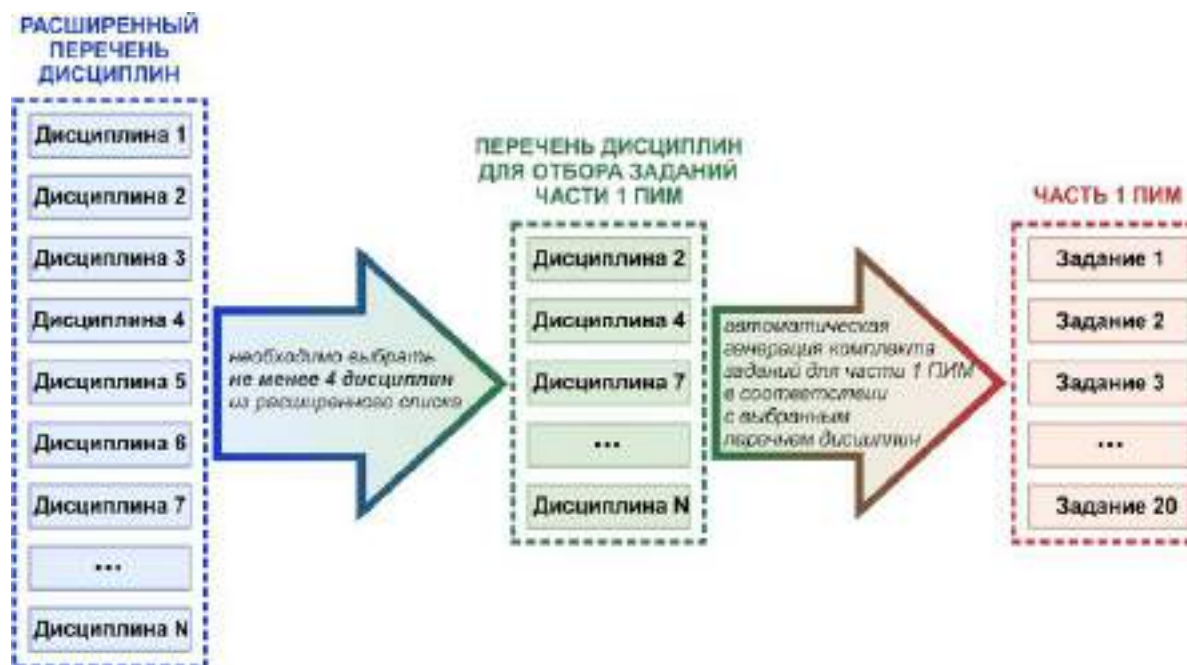 РАСШИРЕННЫЙ
ПЕРЕЧЕНЬ
ДИСЦИПЛИН
Дисциплина 1
Дисциплина 2
Дисциплина 3
Дисциплина 4
Дисциплина 5
Дисциплина 6
Дисциплина 7
...
Дисциплина N
необходимо выбрать
не менее 4 дисциплин
из расширенного списка
ПЕРЕЧЕНЬ ДИСЦИПЛИН
ДЛЯ ОТБОРА ЗАДАНИЙ
ЧАСТИ 1 ПИМ
Дисциплина 2
Дисциплина 4
Дисциплина 7
...
Дисциплина N
автоматическая
генерация комплекта
заданий для части 1 ПИМ
в соответствии
с выбранным
перечнем дисциплин
ЧАСТЬ 1 ПИМ
Задание 1
Задание 2
Задание 3
...
Задание 20